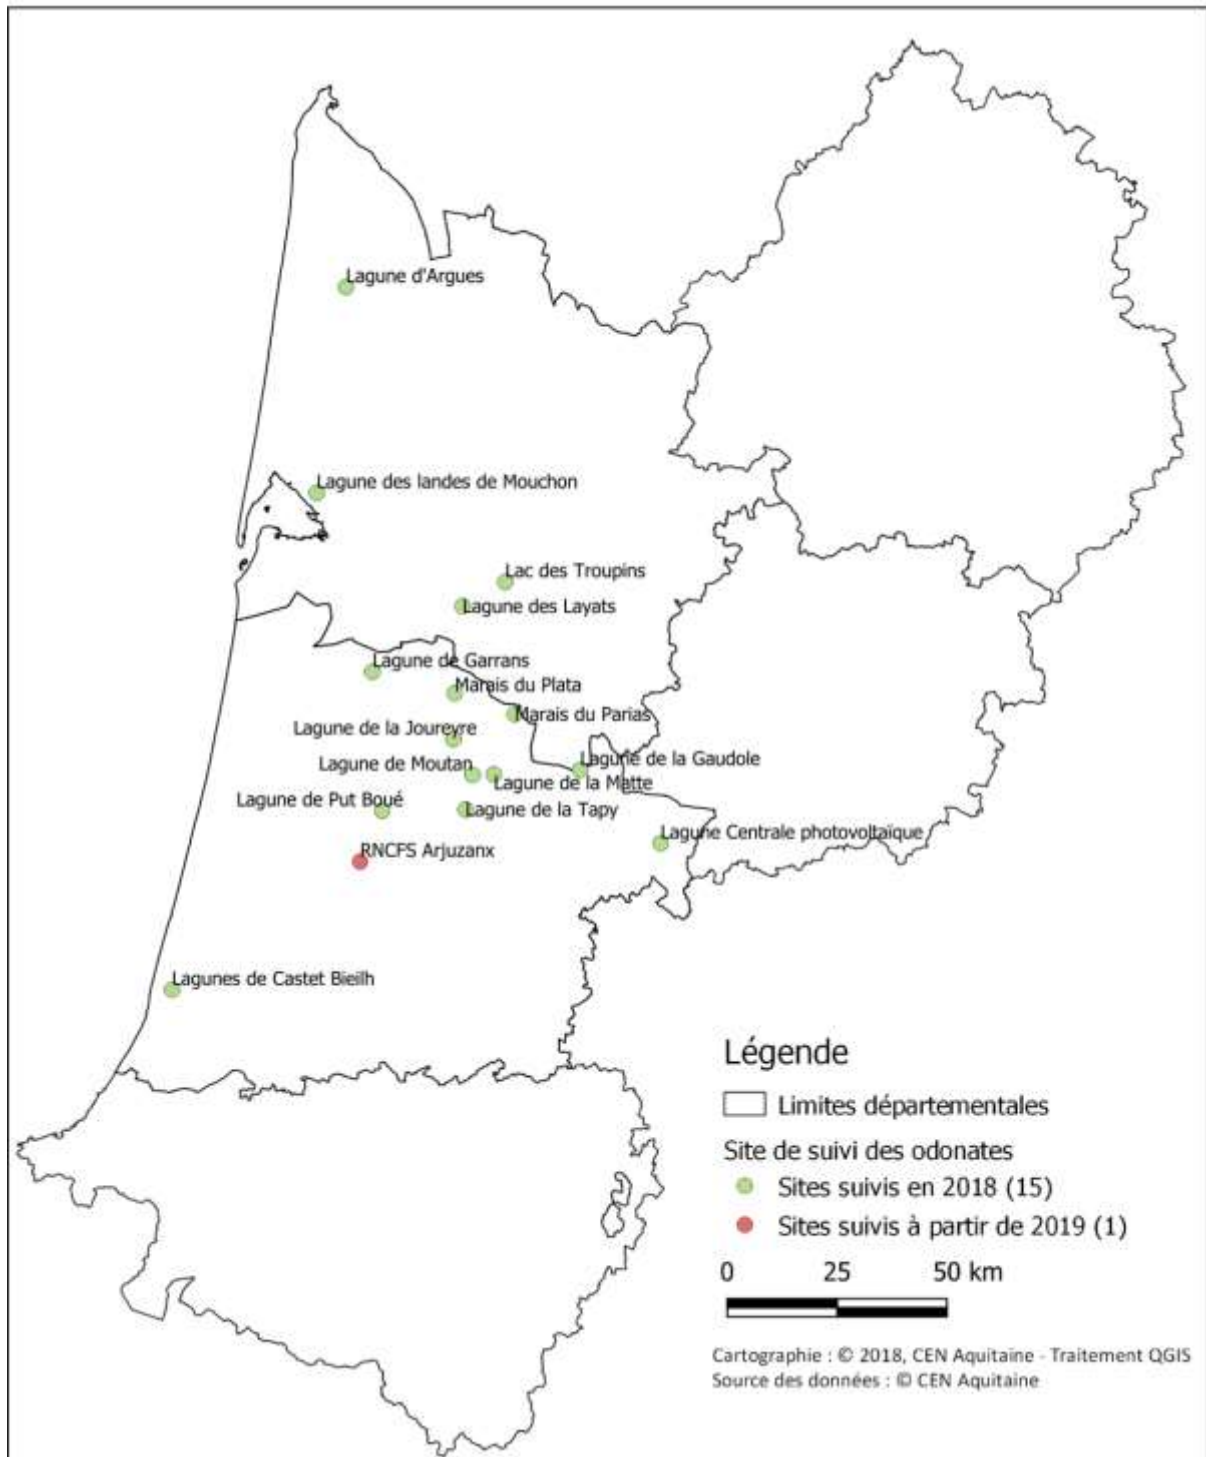 Lagune d'Argues
Lagune des landes de Mouchon
Lac des Troupins
Lagune des Layats
Lagune de Garrans
Marais du Plata
Marais du Parias
Lagune de la Joureyre
Lagune de la Gaudole
Lagune de Moutan
Lagune de la Matte
Lagune de Put Boué
Lagune de la Tapy
Lagune Centrale photovoltaïque
RNCFS Arjuzanx
Lagunes de Castet Bieilh
Légende
Limites départementales
Site de suivi des odonates
Sites suivis en 2018 (15)
Sites suivis à partir de 2019 (1)
0 25 50 km
Cartographie : © 2018, CEN Aquitaine - Traitement QGIS
Source des données : © CEN Aquitaine